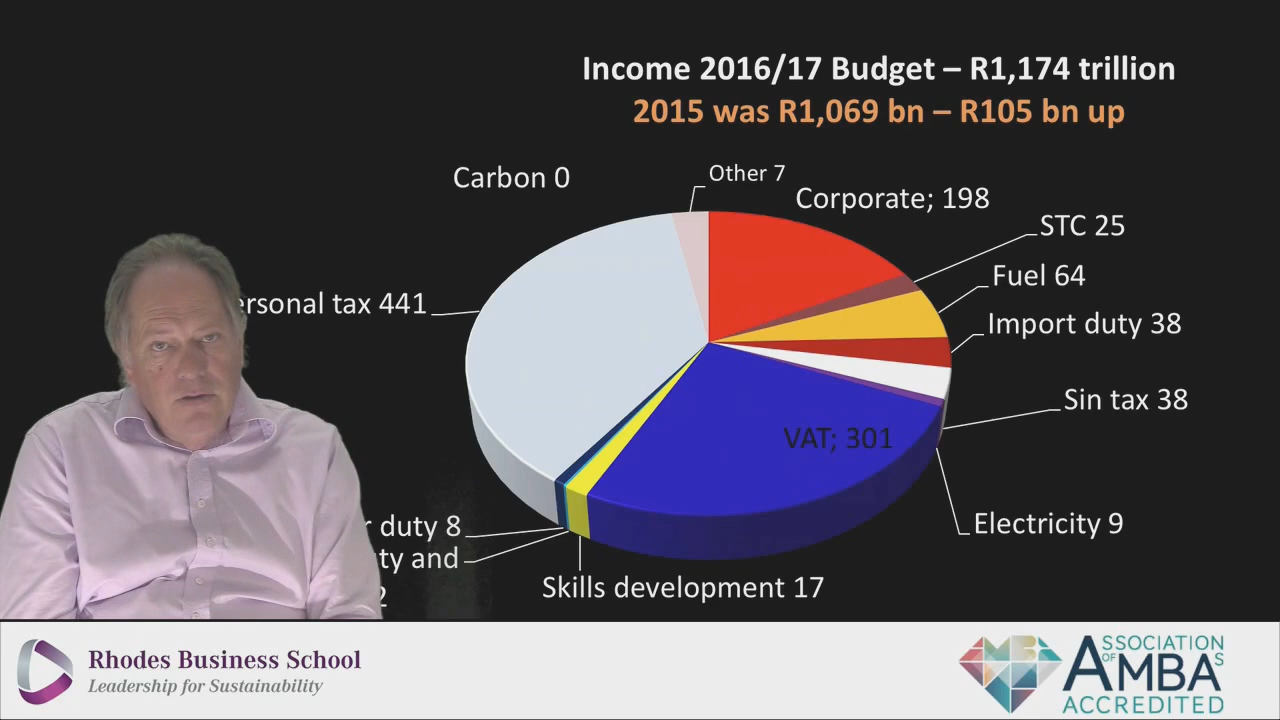 Income 2016/17 Budget – R1,174 trillion
2015 was R1,069 bn – R105 bn up
Carbon 0
Other 7
Corporate; 198
STC 25
Fuel 64
Import duty 38
Sin tax 38
Electricity 9
VAT; 301
Skills development 17
ersonal tax 441
r duty 8
ty and
2
Rhodes Business School
Leadership for Sustainability
ASSOCIATION
OF AMBAS
ACCREDITED